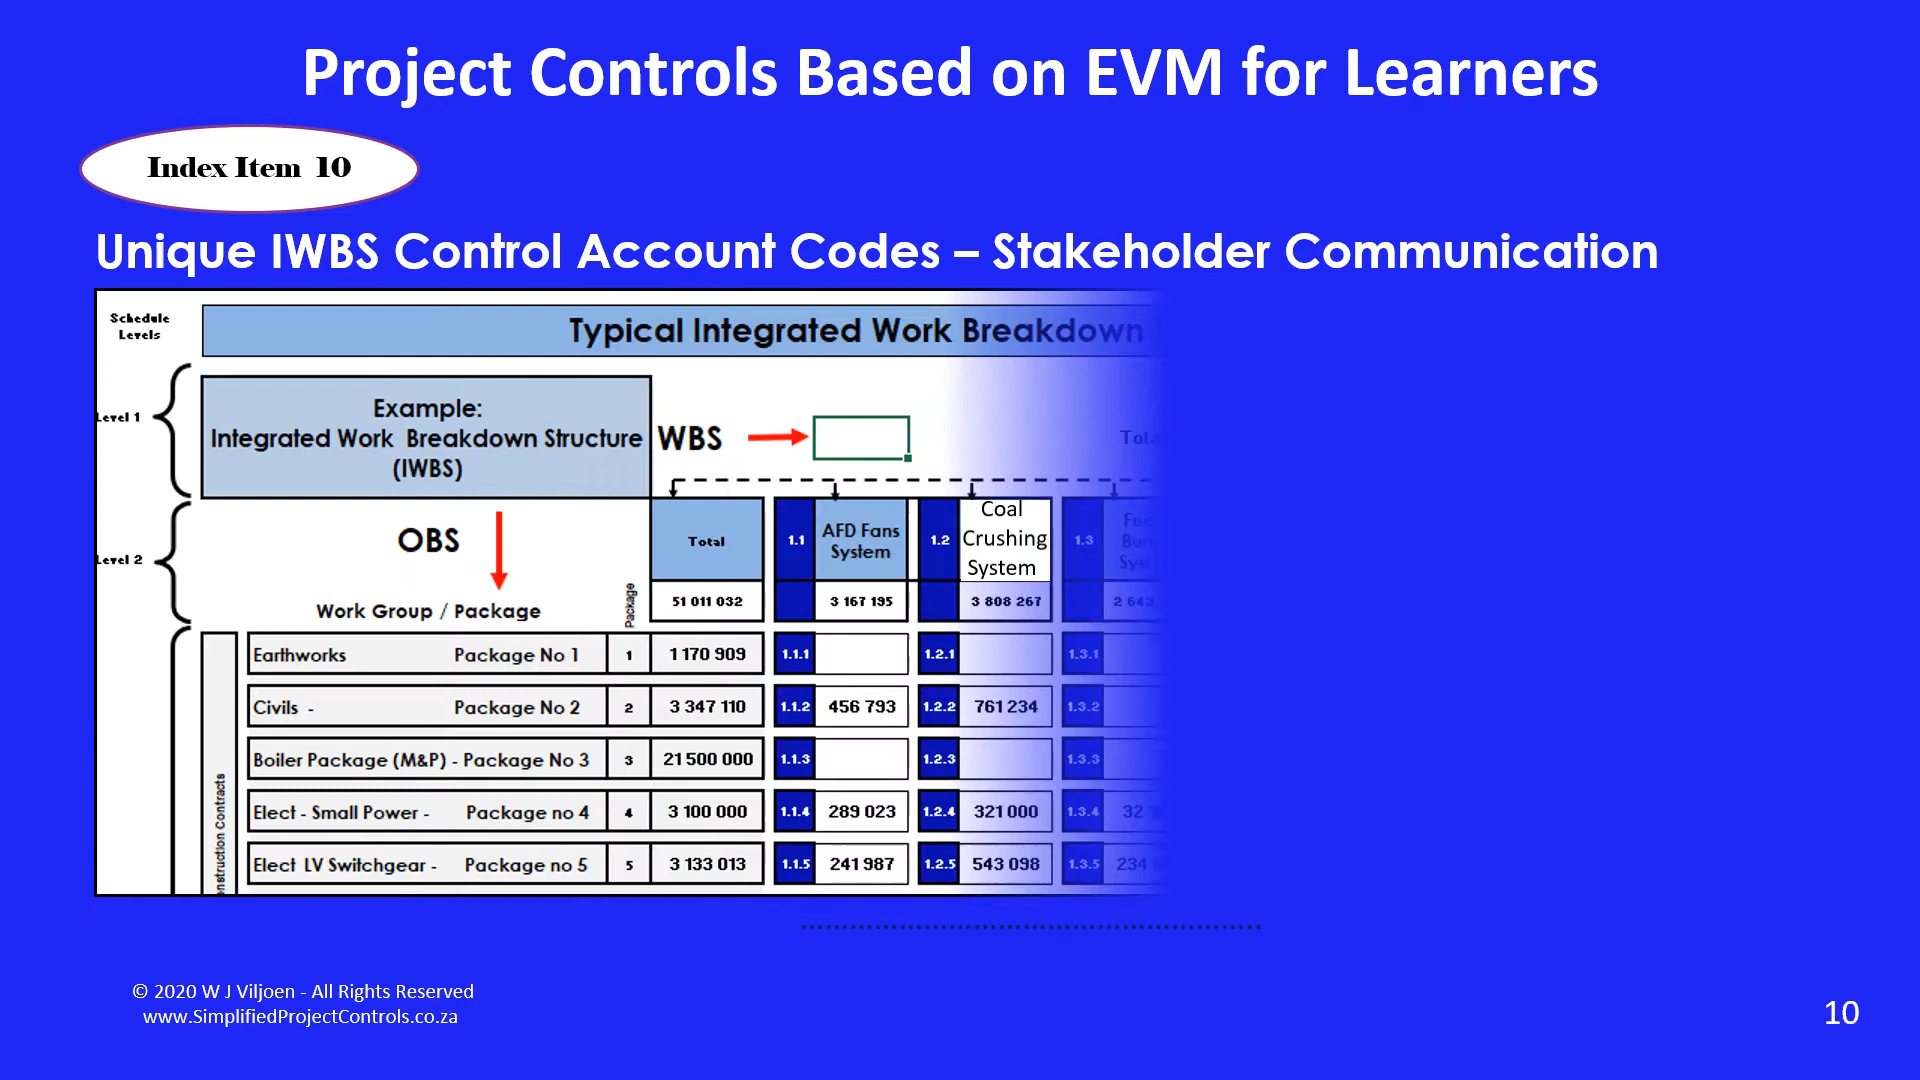 Project Controls Based on EVM for Learners
Index Item 10
Unique IWBS Control Account Codes – Stakeholder Communication
Schedule
Levels
Typical Integrated Work Breakdown
Level 1
Example:
Integrated Work Breakdown Structure
(IWBS)
WBS
Level 2
OBS
Work Group / Package
Package
Total
51 011 032
1.1
AFD Fans
System
3 167 195
1.2
Coal
Crushing
System
3 808 267
1.3
Earthworks Package No 1 1 1 170 909 1.1.1 1.2.1 1.3.1
Civils - Package No 2 2 3 347 110 1.1.2 456 793 1.2.2 761 234 1.3.2
Boiler Package (M&P) - Package No 3 3 21 500 000 1.1.3 1.2.3 1.3.3
Elect - Small Power - Package no 4 4 3 100 000 1.1.4 289 023 1.2.4 321 000 1.3.4
Elect LV Switchgear - Package no 5 5 3 133 013 1.1.5 241 987 1.2.5 543 098 1.3.5
Contracts
© 2020 W J Viljoen - All Rights Reserved
www.SimplifiedProjectControls.co.za
10